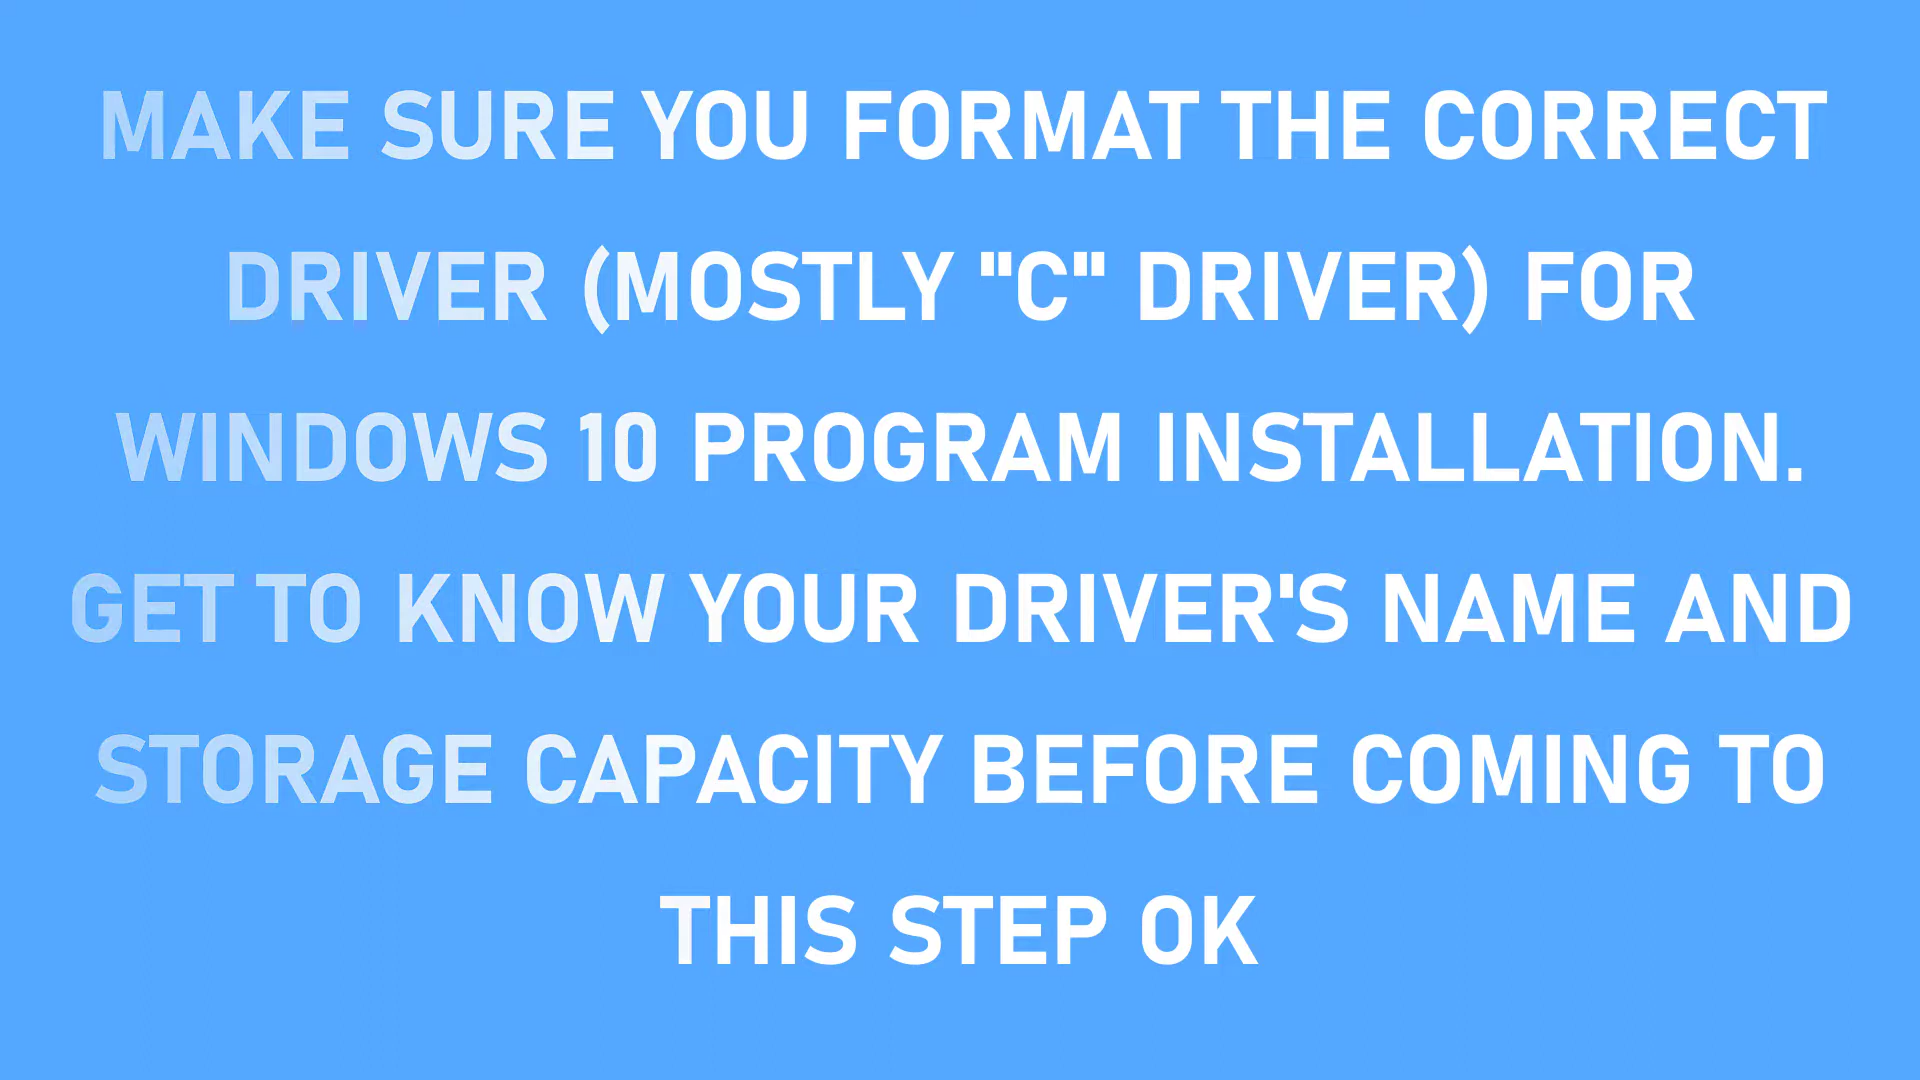 MAKE SURE YOU FORMAT THE CORRECT
DRIVER (MOSTLY "C" DRIVER) FOR
WINDOWS 10 PROGRAM INSTALLATION.
GET TO KNOW YOUR DRIVER'S NAME AND
STORAGE CAPACITY BEFORE COMING TO
THIS STEP OK